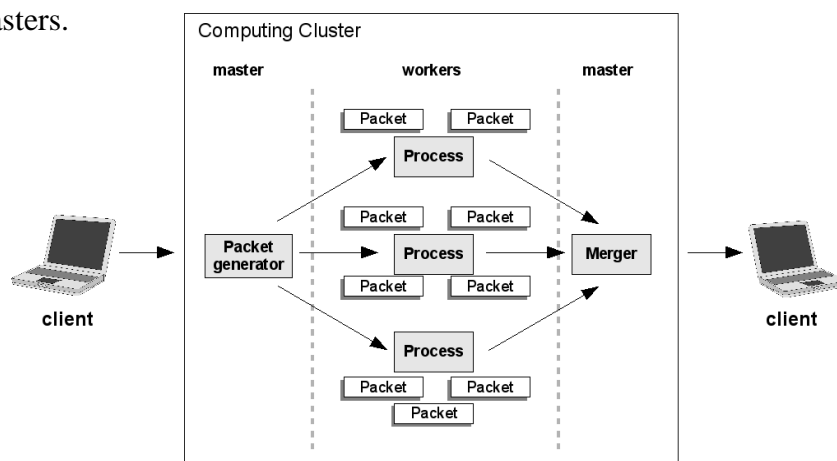 asters.
Computing Cluster
master workers master
Packet Packet
Process
Packet Packet
Packet
generator
Process
Merger
Packet Packet
client
client
Process
Packet Packet
Packet